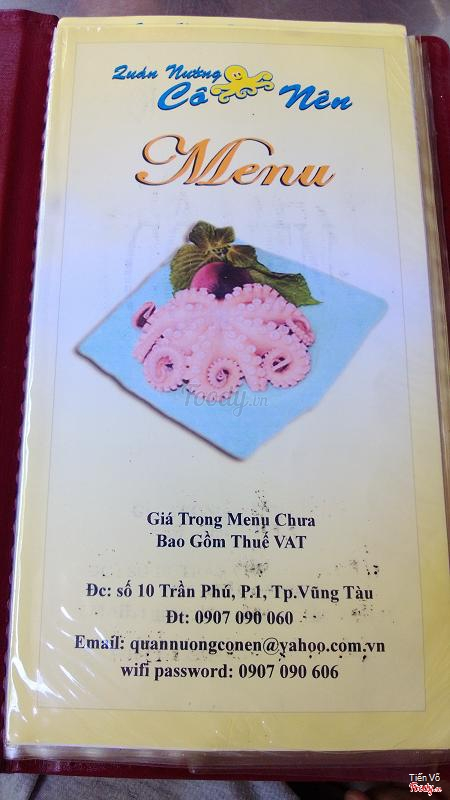 Quán Nướng
Cô Nên
Menu
Foody.vn
Giá Trong Menu Chưa
Bao Gồm Thuế VAT
Đc: số 10 Trần Phú, P.1, Tp.Vũng Tàu
Đt: 0907 090 060
Email: quannuongconen@yahoo.com.vn
wifi password: 0907 090 606
Tiến Võ
Foody.vn